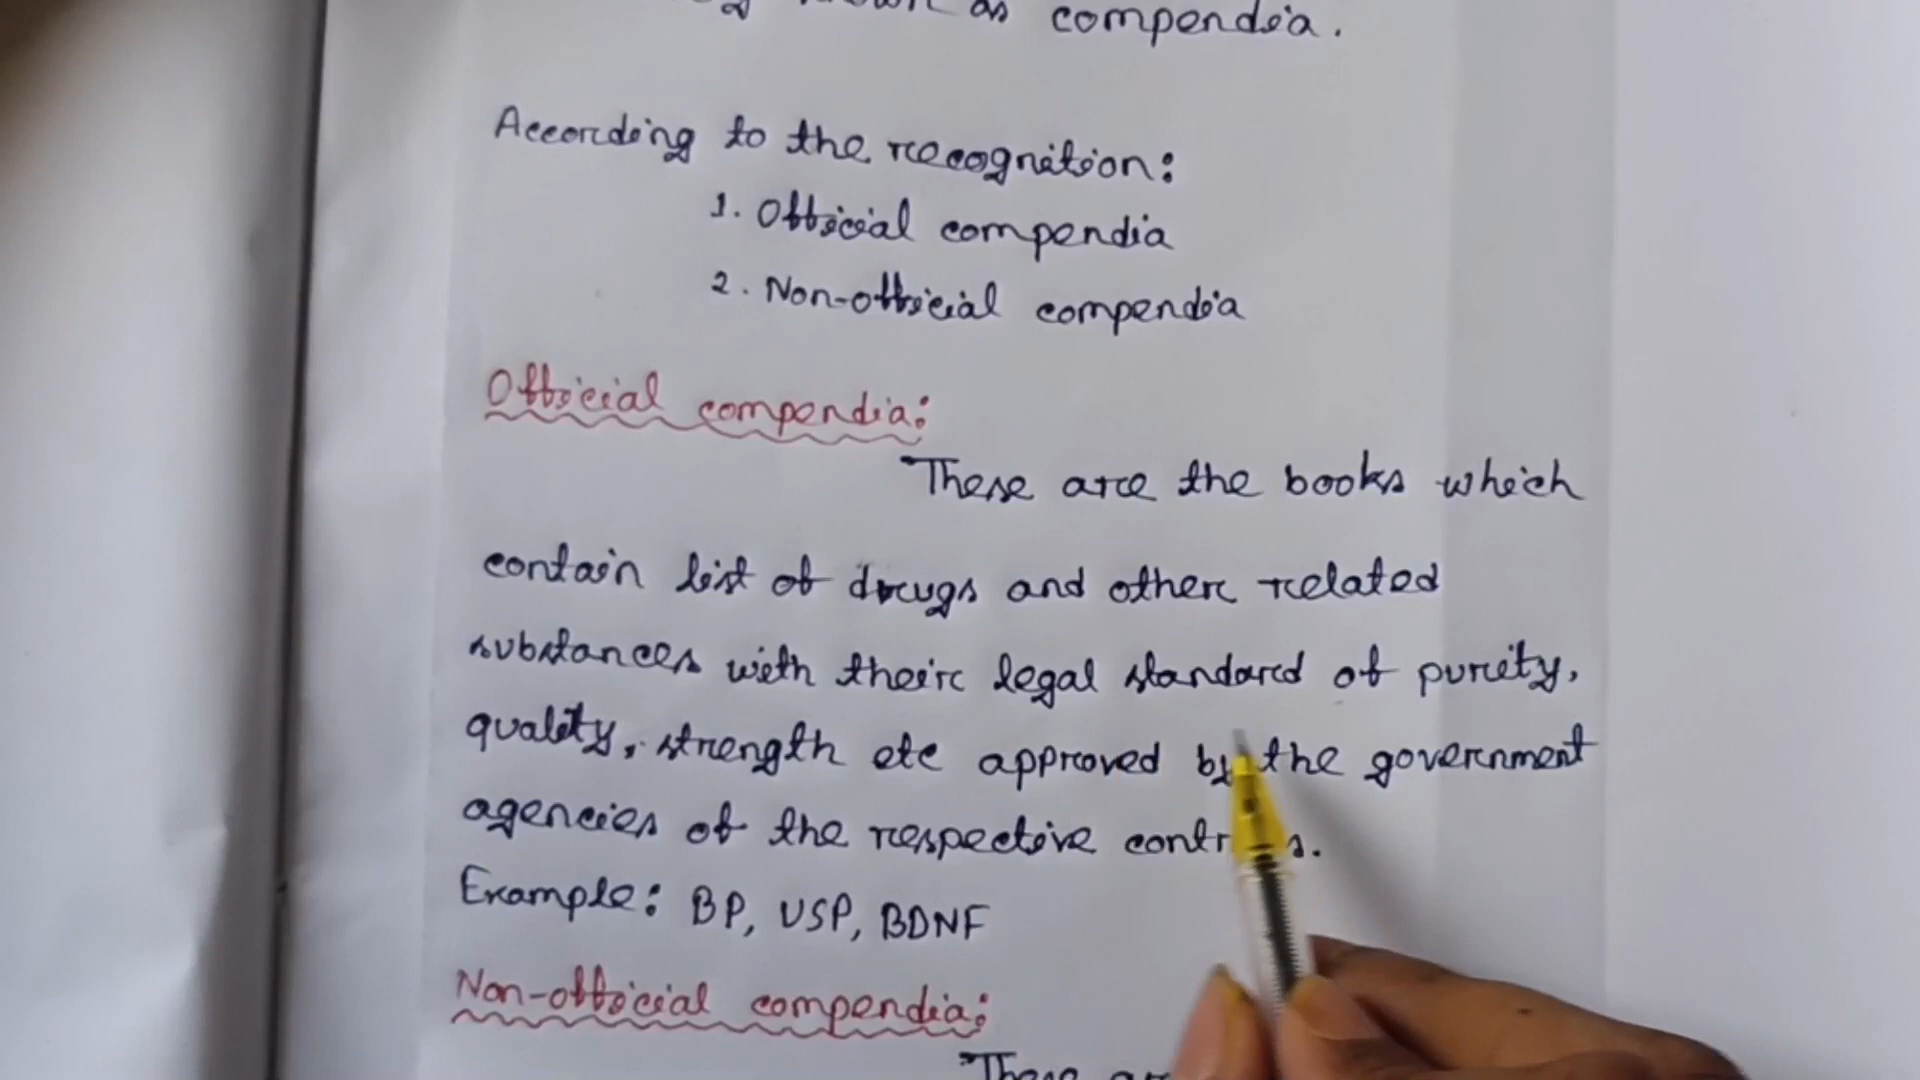 as compendia.
According to the recognition:
1. Official compendia
2. Non-official compendia
Official compendia:
These are the books which
contain list of drugs and other related
substances with their legal standard of purity,
quality, strength etc approved by the government
agencies of the respective
Example: BP, USP, BDNF
Non-official compendia:
These